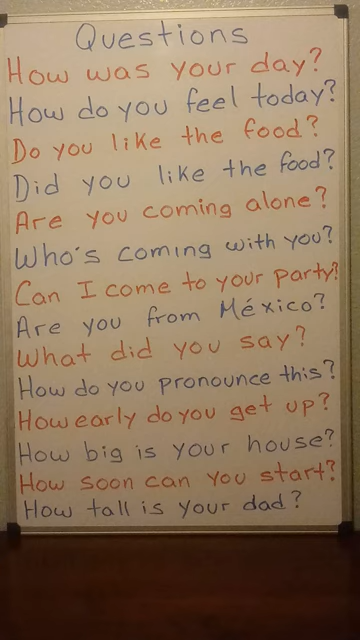 Questions
How was your day?
How do you feel today?
Do you like the food?
Did you like the food?
Are you coming alone?
Who's coming with you?
Can I come to your party?
Are you from México?
What did you say?
How do you pronounce this?
How early do you get up?
How big is your house?
How soon can you start?
How tall is your dad?